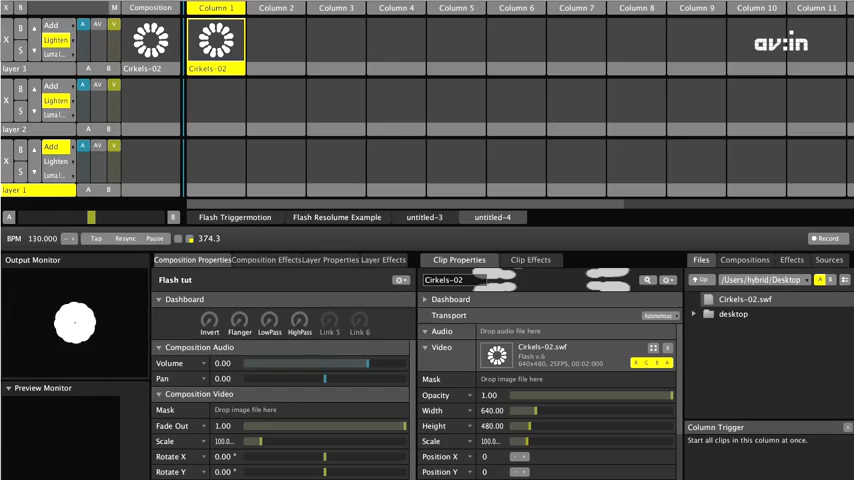 X B M Composition Column 1 Column 2 Column 3 Column 4 Column 5 Column 6 Column 7 Column 8 Column 9 Column 10 Column 11
B Add A AV V
X Lighten av:in
S Luma I...
layer 3 A B Cirkels-02 Cirkels-02
B Add A AV V
X Lighten
S Luma I...
layer 2 A B
B Add A AV V
X Lighten
S Luma I...
layer 1 A B
A B Flash Triggermotion Flash Resolume Example untitled-3 untitled-4
BPM 130.000 - + Tap Resync Pause 374.3 Record
Output Monitor Composition Properties Composition Effects Layer Properties Layer Effects Clip Properties Clip Effects Files Compositions Effects Sources
Flash tut Cirkels-02 Up /Users/hybrid/Desktop A B
Dashboard Dashboard Cirkels-02.swf
Transport Autonomous desktop
Invert Flanger LowPass HighPass Link 5 Link 6 Audio Drop audio file here
Composition Audio Video Cirkels-02.swf
Flash v.6
Volume 0.00 640x480, 25FPS, 00:02:000 R G B A
Pan 0.00 Mask Drop image file here
Preview Monitor Composition Video Opacity 1.00
Mask Drop image file here Width 640.00
Fade Out 1.00 Height 480.00 Column Trigger
Scale 100.0... Scale 100.0... Start all clips in this column at once.
Rotate X 0.00 ° Position X 0 - +
Rotate Y 0.00 ° Position Y 0 - +